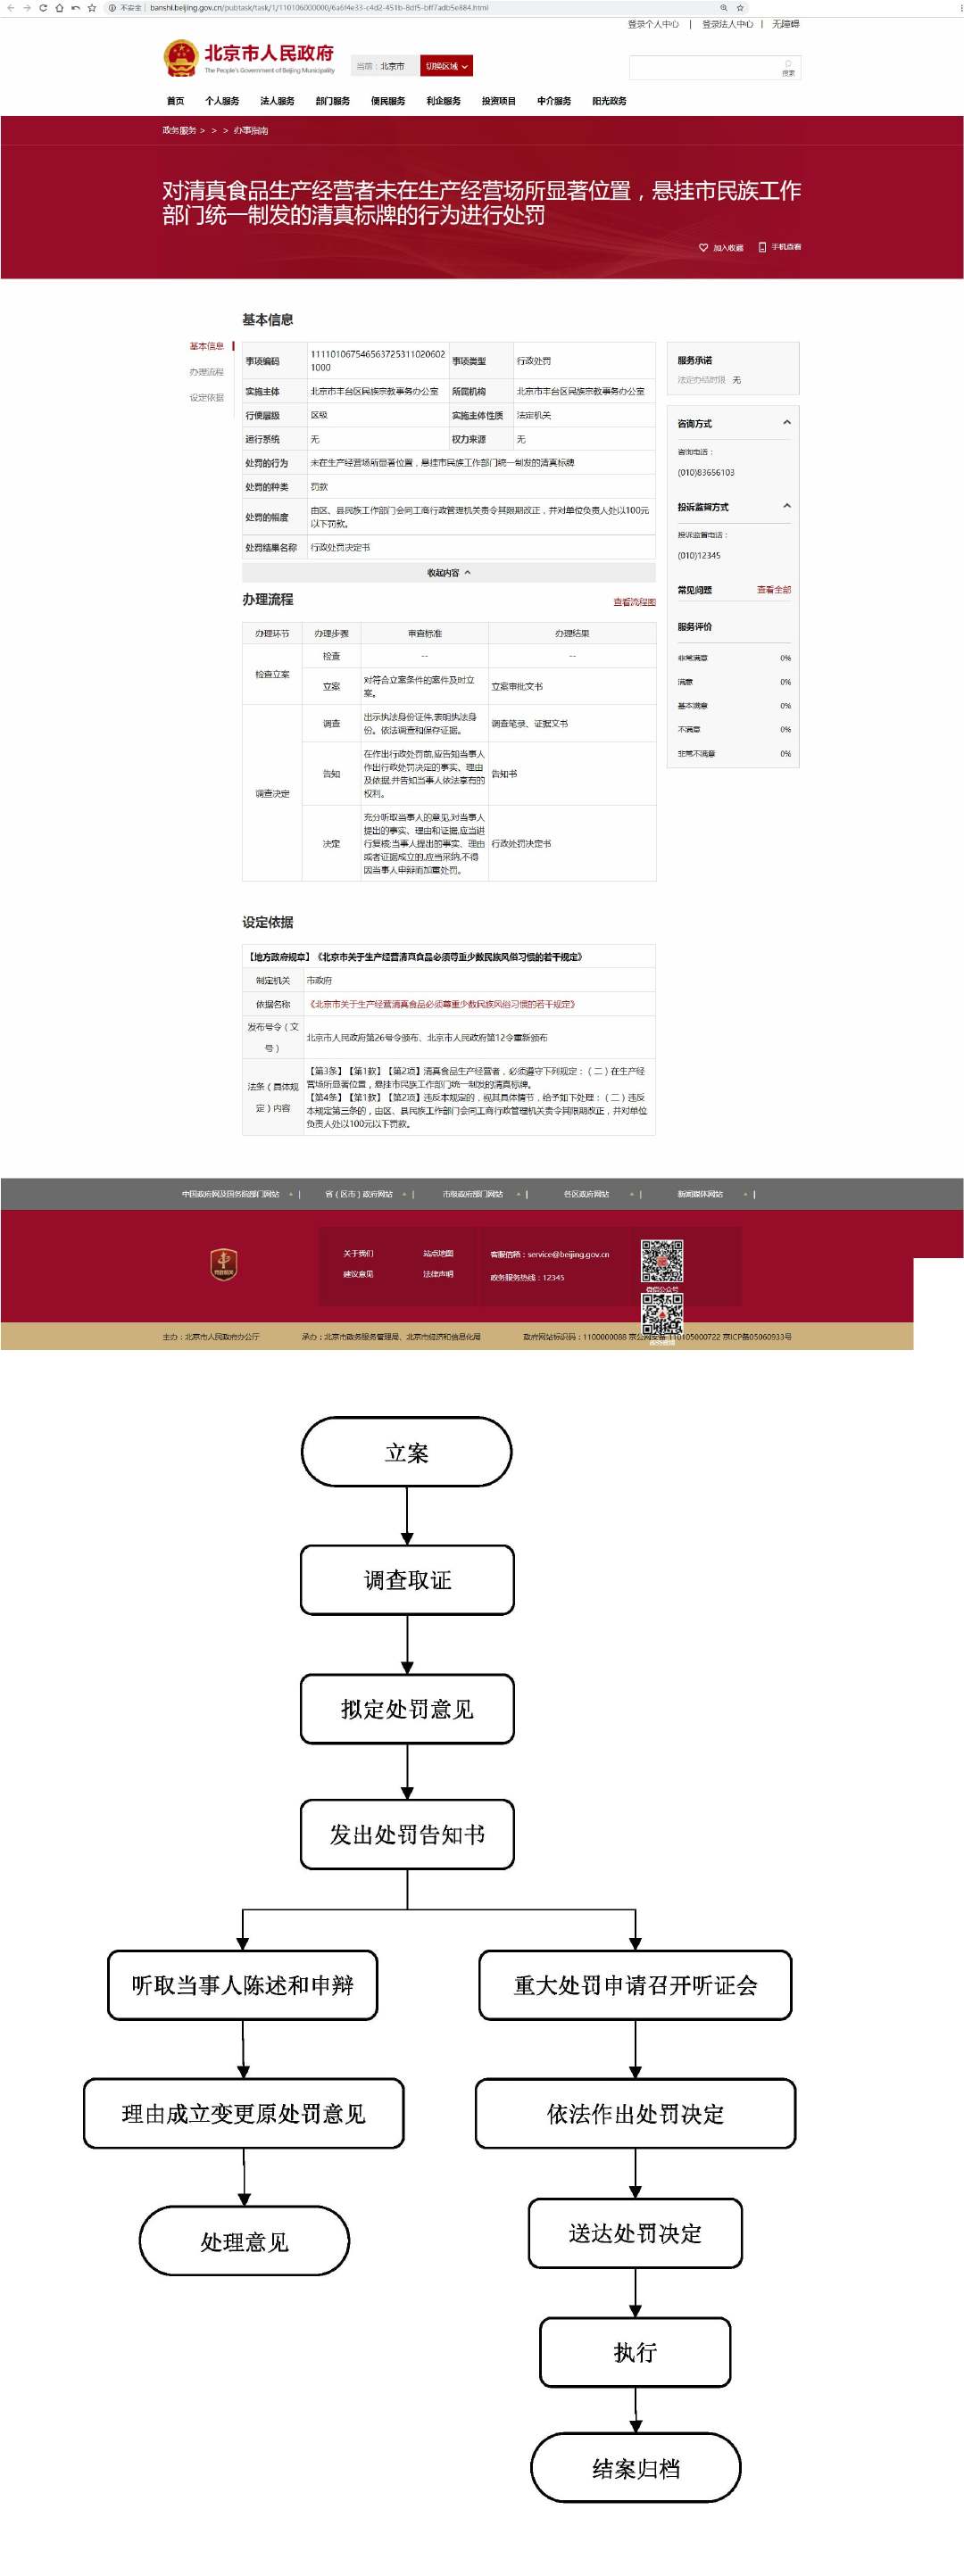 不安全 | banshi.beijing.gov.cn/pubtask/task/1/110106000000/6a6f4e33-c4d2-451b-8df5-bff7adb5e884.html
登录个人中心 | 登录法人中心 | 无障碍
北京市人民政府
The People's Government of Beijing Municipality
当前：北京市 切换区域
搜索
首页 个人服务 法人服务 部门服务 便民服务 利企服务 投资项目 中介服务 阳光政务
政务服务 > > > 办事指南
对清真食品生产经营者未在生产经营场所显著位置，悬挂市民族工作
部门统一制发的清真标牌的行为进行处罚
加入收藏 手机查看
基本信息
办理流程
设定依据
基本信息
事项编码 11110106754656372531102060​2
1000
事项类型 行政处罚
实施主体 北京市丰台区民族宗教事务办公室 所属机构 北京市丰台区民族宗教事务办公室
行使层级 区级 实施主体性质 法定机关
运行系统 无 权力来源 无
处罚的行为 未在生产经营场所显著位置，悬挂市民族工作部门统一制发的清真标牌
处罚的种类 罚款
处罚的幅度 由区、县民族工作部门会同工商行政管理机关责令其限期改正，并对单位负责人处以100元
以下罚款。
处罚结果名称 行政处罚决定书
收起内容
服务承诺
法定办结时限 无
咨询方式
咨询电话：
(010)83656103
投诉监督方式
投诉监督电话：
(010)12345
常见问题 查看全部
服务评价
非常满意 0%
满意 0%
基本满意 0%
不满意 0%
非常不满意 0%
办理流程 查看流程图
办理环节 办理步骤 审查标准 办理结果
检查立案
检查 -- --
立案 对符合立案条件的案件及时立
案。
立案审批文书
调查决定
调查 出示执法身份证件,表明执法身
份。依法调查和保存证据。
调查笔录、证据文书
告知 在作出行政处罚前,应告知当事人
作出行政处罚决定的事实、理由
及依据,并告知当事人依法享有的
权利。
告知书
决定 充分听取当事人的意见,对当事人
提出的事实、理由和证据,应当进
行复核;当事人提出的事实、理由
或者证据成立的,应当采纳,不得
因当事人申辩而加重处罚。
行政处罚决定书
设定依据
【地方政府规章】《北京市关于生产经营清真食品必须尊重少数民族风俗习惯的若干规定》
制定机关 市政府
依据名称 《北京市关于生产经营清真食品必须尊重少数民族风俗习惯的若干规定》
发布号令（文
号）
北京市人民政府第26号令颁布、北京市人民政府第12令重新颁布
法条（具体规
定）内容
【第3条】【第1款】【第2项】清真食品生产经营者，必须遵守下列规定：（二）在生产经
营场所显著位置，悬挂市民族工作部门统一制发的清真标牌。
【第4条】【第1款】【第2项】违反本规定的，视其具体情节，给予如下处理：（二）违反
本规定第三条的，由区、县民族工作部门会同工商行政管理机关责令其限期改正，并对单位
负责人处以100元以下罚款。
中国政府网及国务院部门网站 | 省（区市）政府网站 | 市级政府部门网站 | 各区政府网站 | 新闻媒体网站 |
党政机关
关于我们 站点地图
建议意见 法律声明
客服信箱：service@beijing.gov.cn
政务服务热线：12345
微信公众号
主办：北京市人民政府办公厅 承办：北京市政务服务管理局、北京市经济和信息化局 政府网站标识码：1100000088 京公网安备 110105000722 京ICP备05060933号
立案
调查取证
拟定处罚意见
发出处罚告知书
听取当事人陈述和申辩
重大处罚申请召开听证会
理由成立变更原处罚意见
依法作出处罚决定
处理意见
送达处罚决定
执行
结案归档